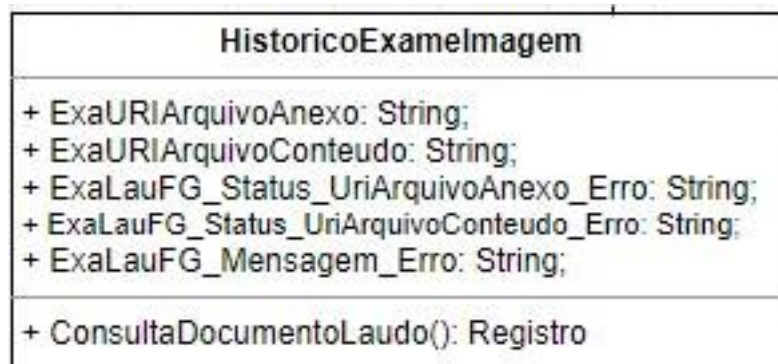 HistoricoExameImagem
+ ExaURIArquivoAnexo: String;
+ ExaURIArquivoConteudo: String;
+ ExaLauFG_Status_UriArquivoAnexo_Erro: String;
+ ExaLauFG_Status_UriArquivoConteudo_Erro: String;
+ ExaLauFG_Mensagem_Erro: String;
+ ConsultaDocumentoLaudo(): Registro